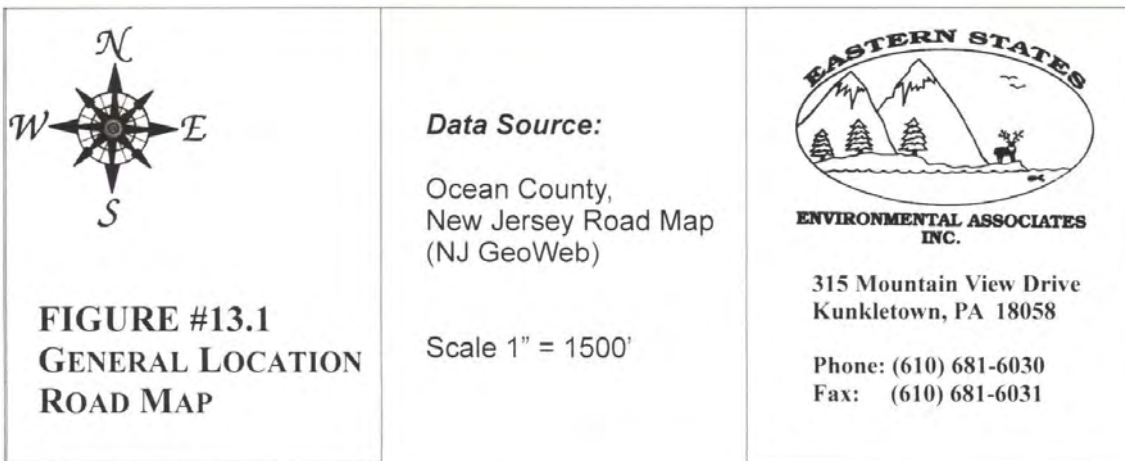 N
W
E
S
FIGURE #13.1
GENERAL LOCATION
ROAD MAP
Data Source:
Ocean County,
New Jersey Road Map
(NJ GeoWeb)
Scale 1" = 1500'
EASTERN STATES
ENVIRONMENTAL ASSOCIATES
INC.
315 Mountain View Drive
Kunkletown, PA 18058
Phone: (610) 681-6030
Fax: (610) 681-6031